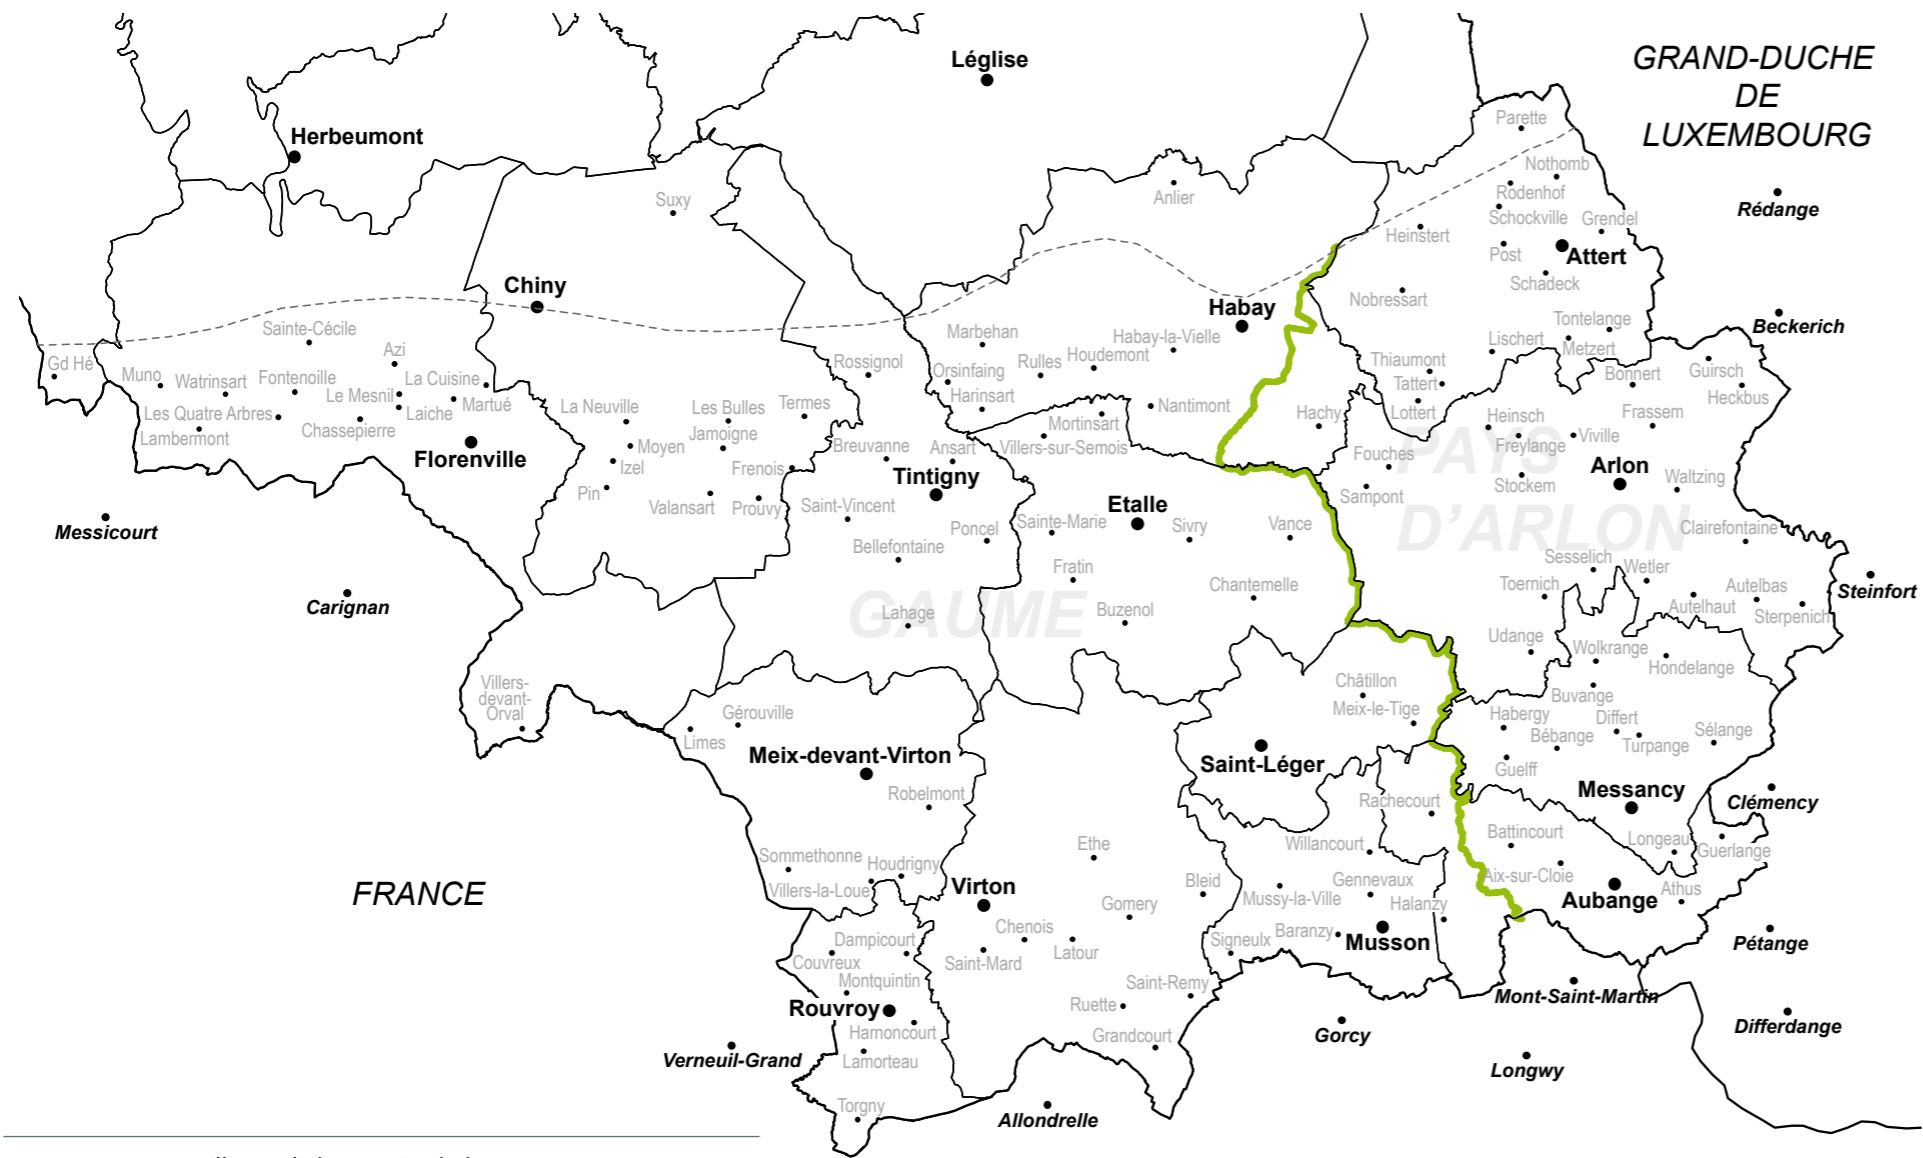 Léglise
GRAND-DUCHE
DE
LUXEMBOURG
Herbeumont
Parette
Nothomb
Anlier
Suxy
Rodenhof
Rédange
Schockville
Grendel
Heinstert
Post
Attert
Schadeck
Chiny
Nobressart
Habay
Tontelange
Beckerich
Sainte-Cécile
Marbehan
Habay-la-Vielle
Lischert
Metzert
Azi
Houdemont
Gd Hé
Rossignol
Orsinfaing
Rulles
Thiaumont
Bonnert
Guirsch
Muno
Watrinsart
Fontenoille
La Cuisine
Tattert
Le Mesnil
Harinsart
Heckbus
Les Quatre Arbres
Laiche
Martué
La Neuville
Les Bulles
Termes
Nantimont
Hachy
Lottert
Heinsch
Frassem
Lambermont
Chassepierre
Jamoigne
Mortinsart
Viville
Moyen
Breuvanne
Ansart
Villers-sur-Semois
Freylange
PAYS
D'ARLON
Florenville
Izel
Frenois
Tintigny
Fouches
Arlon
Waltzing
Pin
Stockem
Sampont
Valansart
Prouvy
Saint-Vincent
Etalle
Messicourt
Poncel
Sainte-Marie
Sivry
Vance
Clairefontaine
Bellefontaine
Sesselich
Fratin
Wetler
Chantemelle
Toernich
Autelbas
Steinfort
Carignan
Buzenol
Autelhaut
Sterpenich
GAUME
Lahage
Udange
Wolkrange
Hondelange
Villers-
devant-
Orval
Châtillon
Buvange
Meix-le-Tige
Gérouville
Habergy
Differt
Limes
Bébange
Turpange
Sélange
Meix-devant-Virton
Saint-Léger
Guelff
Robelmont
Rachecourt
Messancy
Clémency
Battincourt
Longeau
Ethe
Willancourt
Guerlange
Sommethonne
Houdrigny
Aix-sur-Cloie
Villers-la-Loue
Virton
Bleid
Gennevaux
Athus
FRANCE
Mussy-la-Ville
Aubange
Gomery
Halanzy
Chenois
Baranzy
Musson
Dampicourt
Signeulx
Pétange
Latour
Couvreux
Saint-Mard
Montquintin
Saint-Remy
Mont-Saint-Martin
Rouvroy
Ruette
Differdange
Harnoncourt
Grandcourt
Gorcy
Verneuil-Grand
Lamorteau
Longwy
Torgny
Allondrelle